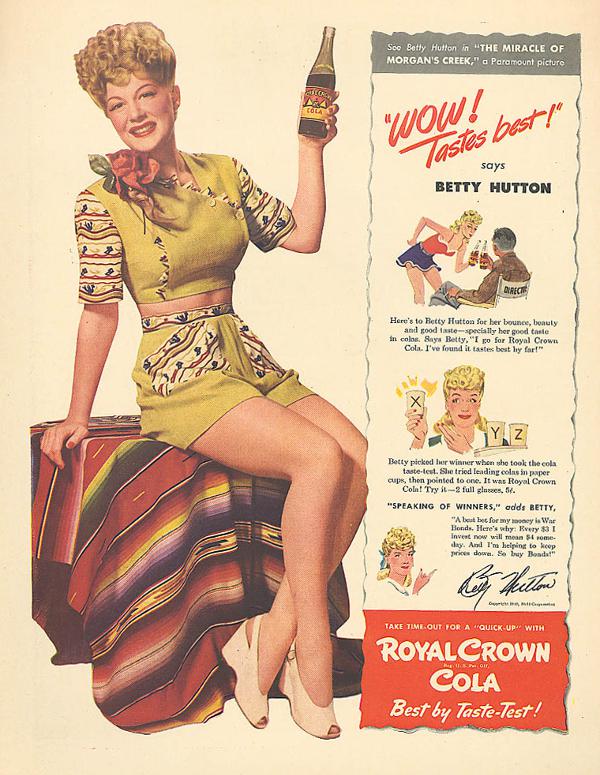 See Betty Hutton in "THE MIRACLE OF
MORGAN'S CREEK," a Paramount picture
"WOW!
Tastes best!"
says
BETTY HUTTON
COLA
DIRECTOR
Here's to Betty Hutton for her bounce, beauty
and good taste—specially her good taste
in colas. Says Betty, "I go for Royal Crown
Cola. I've found it tastes best by far!"
X
Y Z
Betty picked her winner when she took the cola
taste-test. She tried leading colas in paper
cups, then pointed to one. It was Royal Crown
Cola! Try it—2 full glasses, 5¢.
"SPEAKING OF WINNERS," adds BETTY,
"A best bet for my money is War
Bonds. Here's why: Every $3 I
invest now will mean $4 some-
day. And I'm helping to keep
prices down. So buy Bonds!"
Betty Hutton
TAKE TIME-OUT FOR A "QUICK-UP" WITH
ROYAL CROWN
Reg. U. S. Pat. Off.
COLA
Best by Taste-Test!